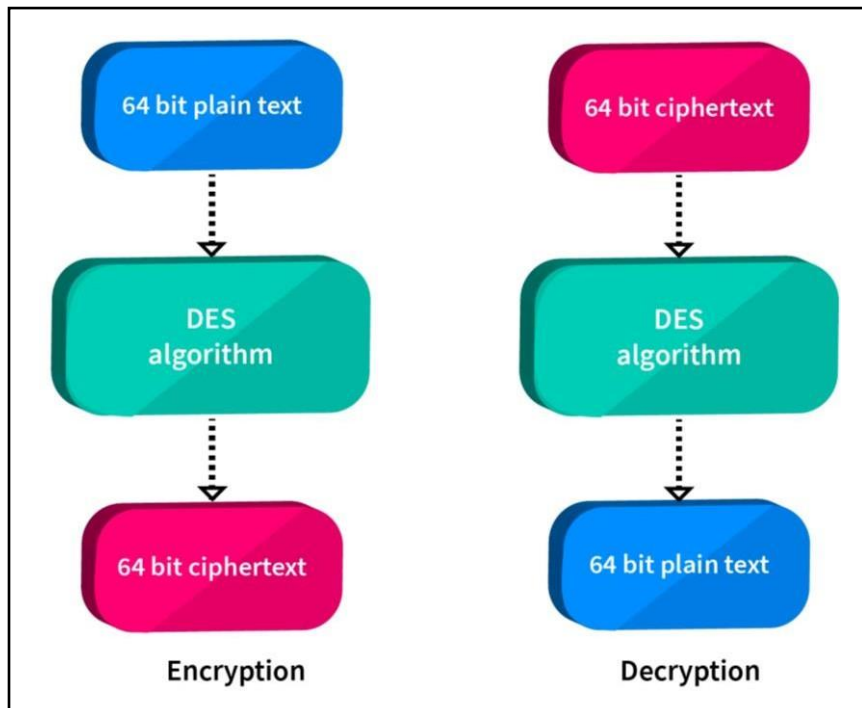 64 bit plain text
DES
algorithm
64 bit ciphertext
Encryption
64 bit ciphertext
DES
algorithm
64 bit plain text
Decryption